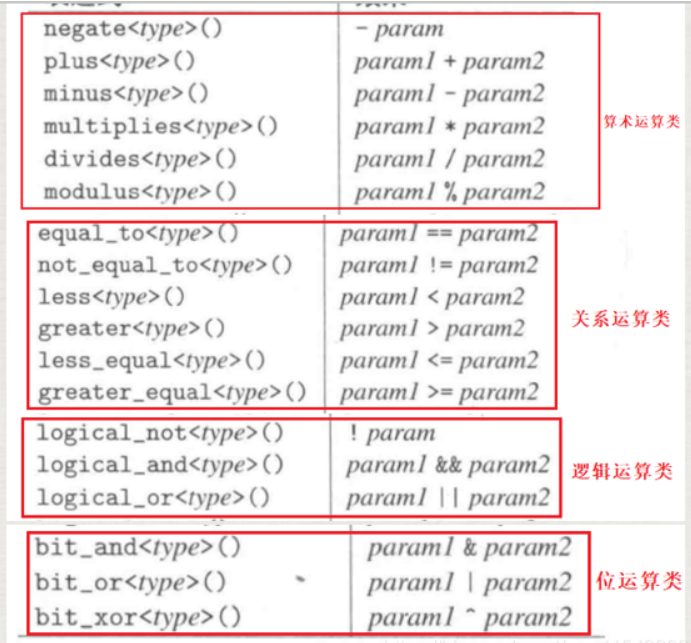 negate<type>() - param
plus<type>() param1 + param2
minus<type>() param1 - param2
multiplies<type>() param1 * param2
divides<type>() param1 / param2
modulus<type>() param1 % param2
算术运算类
equal_to<type>() param1 == param2
not_equal_to<type>() param1 != param2
less<type>() param1 < param2
greater<type>() param1 > param2
less_equal<type>() param1 <= param2
greater_equal<type>() param1 >= param2
关系运算类
logical_not<type>() ! param
logical_and<type>() param1 && param2
logical_or<type>() param1 || param2
逻辑运算类
bit_and<type>() param1 & param2
bit_or<type>() param1 | param2
bit_xor<type>() param1 ^ param2
位运算类